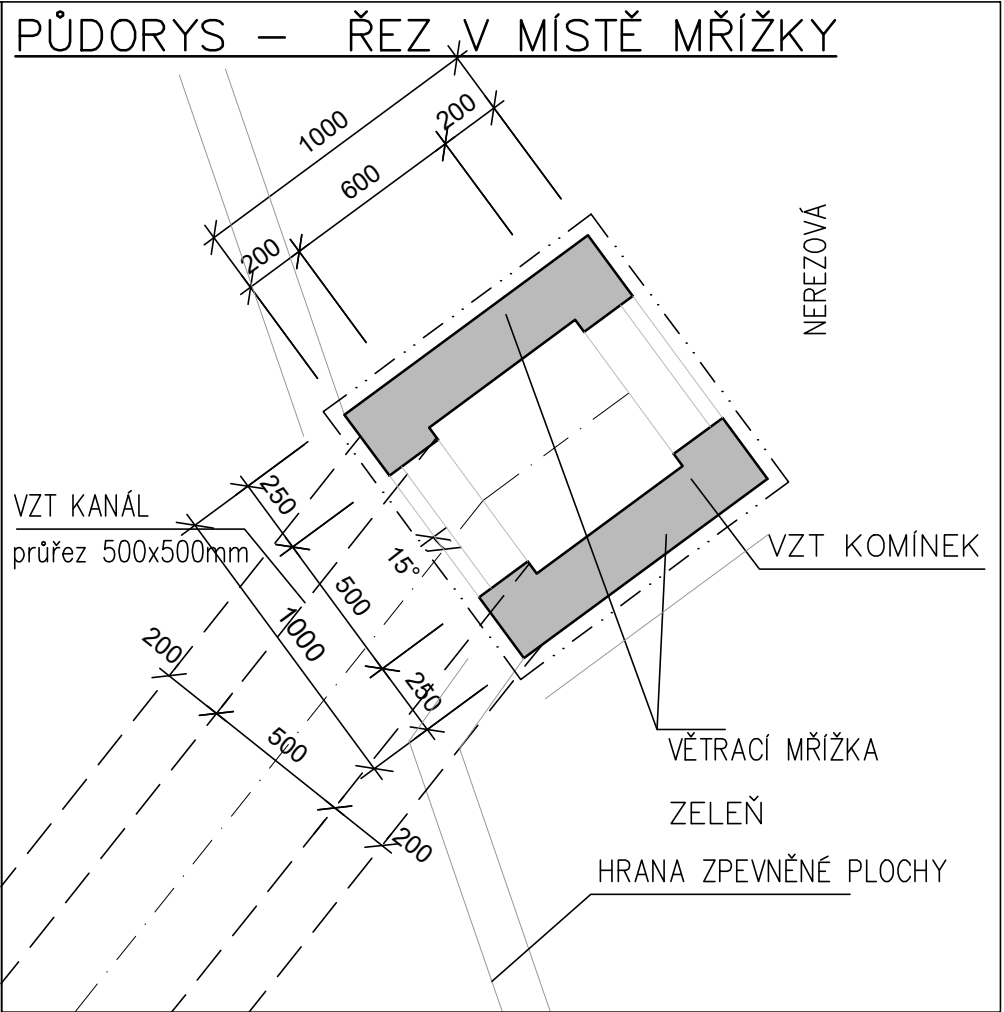 PŮDORYS – ŘEZ V MÍSTĚ MŘÍŽKY
1000
200
600
200
NEREZOVÁ
250
VZT KANÁL
průřez 500x500mm
15°
VZT KOMÍNEK
500
1000
200
250
500
VĚTRACÍ MŘÍŽKA
ZELEŇ
200
HRANA ZPEVNĚNÉ PLOCHY